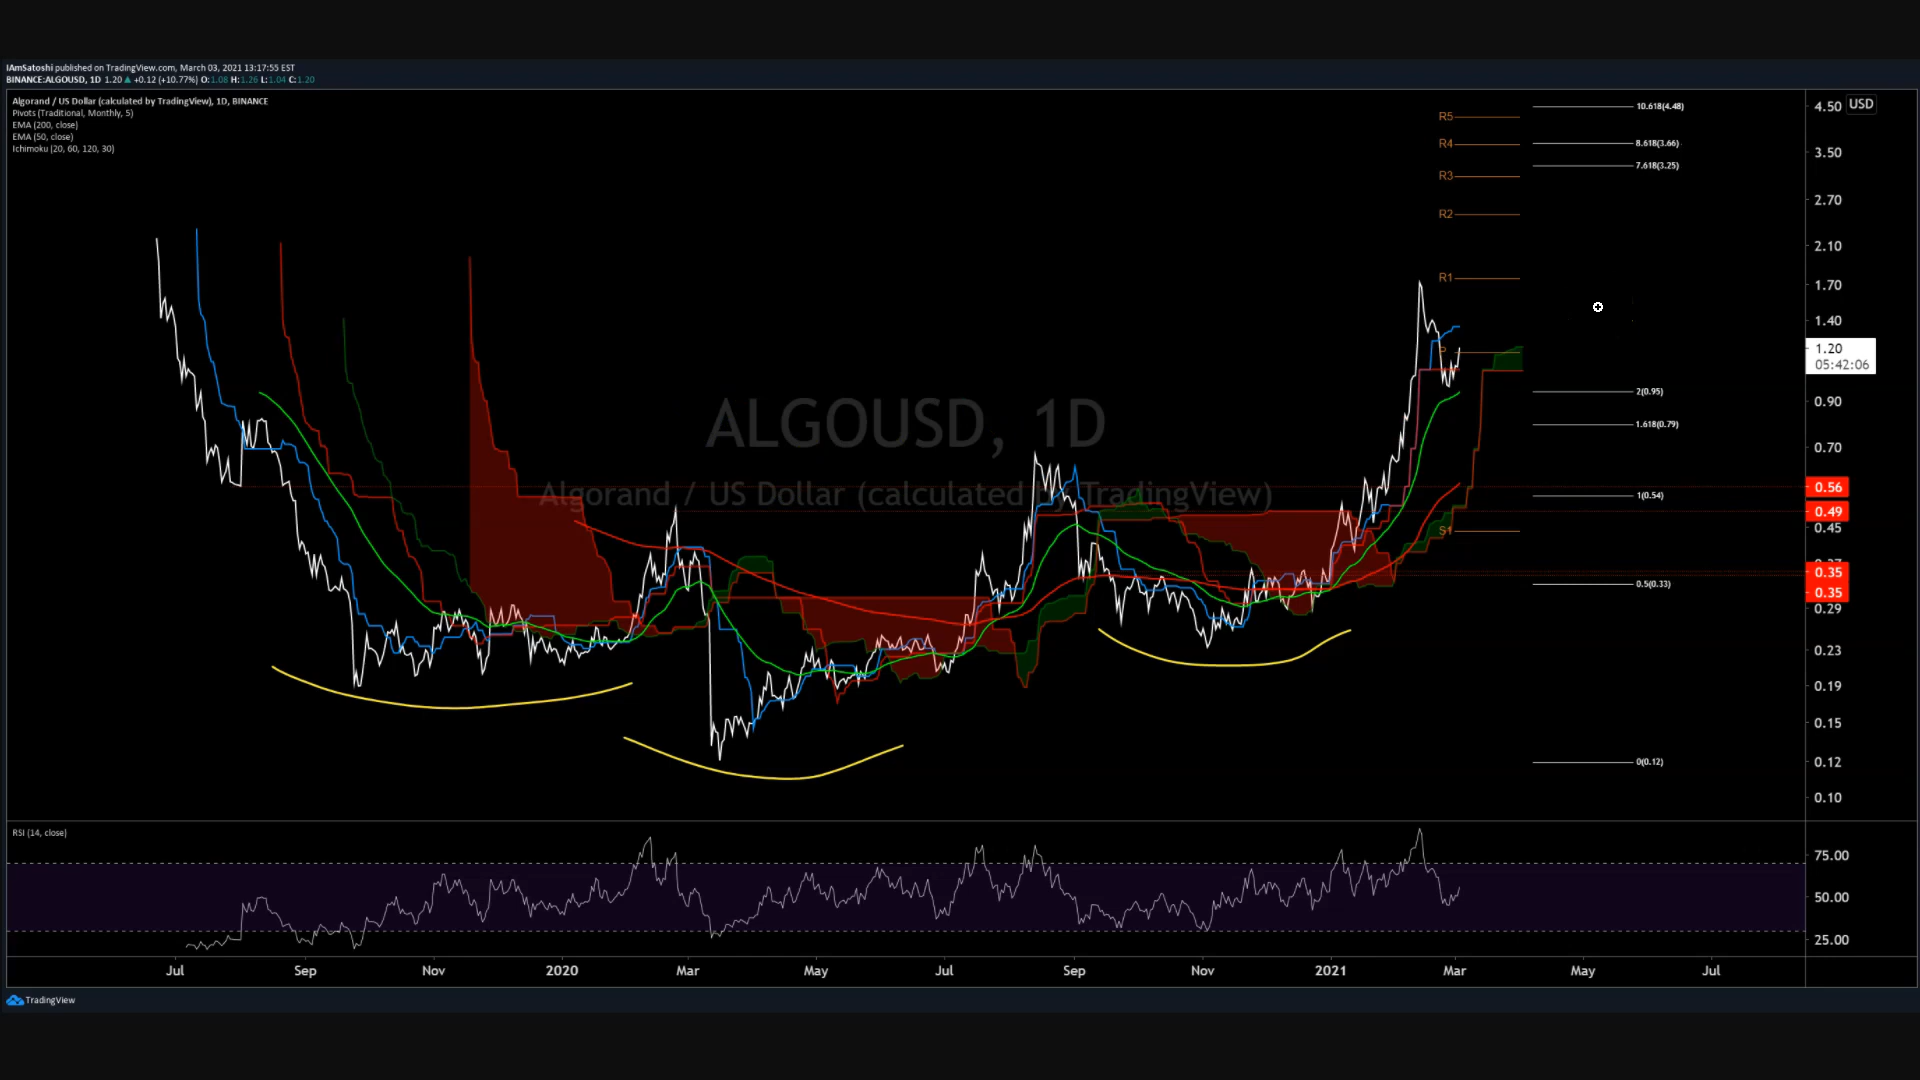 IAmSatoshi published on TradingView.com, March 03, 2021 13:17:55 EST
BINANCE:ALGOUSD, 1D 1.20 ▲ +0.12 (+10.77%) O:1.08 H:1.26 L:1.04 C:1.20
Algorand / US Dollar (calculated by TradingView), 1D, BINANCE
Pivots (Traditional, Monthly, 5)
EMA (200, close)
EMA (50, close)
Ichimoku (20, 60, 120, 30)
R5
R4
R3
R2
R1
P
S1
10.618(4.48)
8.618(3.66)
7.618(3.25)
2(0.95)
1.618(0.79)
1(0.54)
0.5(0.33)
0(0.12)
ALGOUSD, 1D
Algorand / US Dollar (calculated by TradingView)
4.50 USD
3.50
2.70
2.10
1.70
1.40
1.20
05:42:06
0.90
0.70
0.56
0.49
0.45
0.35
0.35
0.29
0.23
0.19
0.15
0.12
0.10
RSI (14, close)
75.00
50.00
25.00
Jul Sep Nov 2020 Mar May Jul Sep Nov 2021 Mar May Jul
TradingView